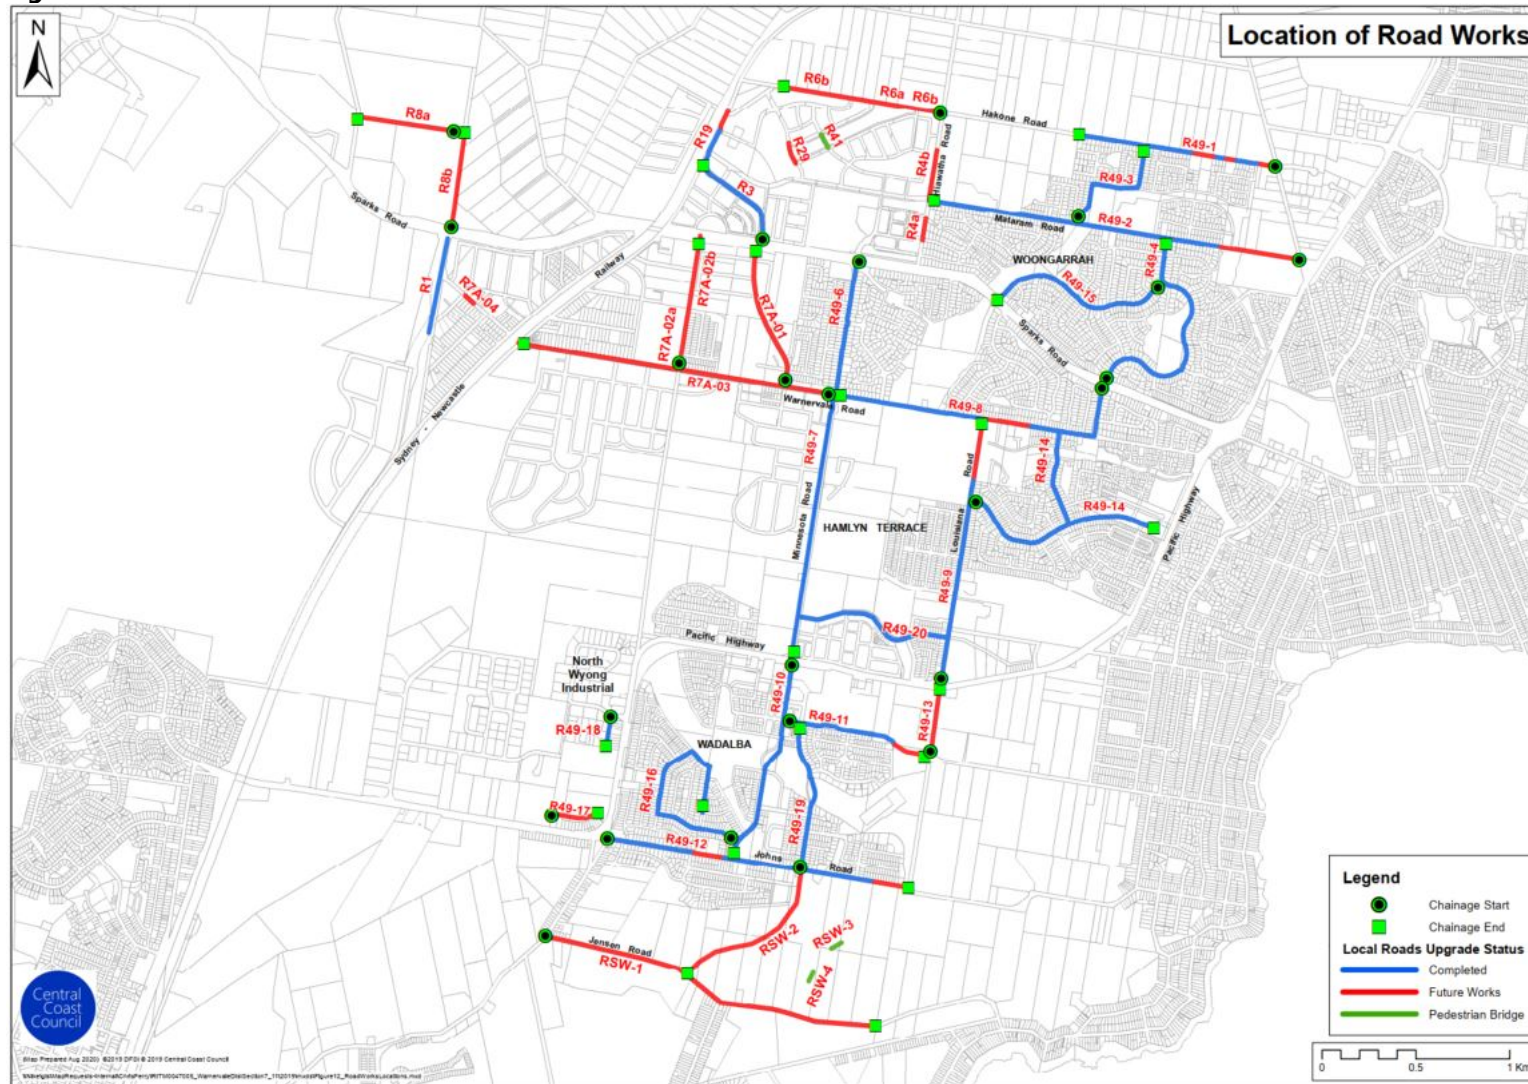 Location of Road Works
N
R6b
R6a R6b
R8a
R19
R41
R29
Hakone Road
R49-1
R8b
R3
R4b
Hiawatha Road
R49-3
Sparks Road
R4a
R49-2
Mataram Road
R49-4
WOONGARRAH
Railway
R7A-02b
R1
R7A-04
R7A-01
R49-6
R49-15
Sparks Road
R7A-02a
R7A-03
Warnervale Road
R49-8
Sydney - Newcastle
R49-7
Road
R49-14
R49-14
Minnesota Road
HAMLYN TERRACE
Louisiana
Pacific Highway
R49-9
R49-20
Pacific Highway
North
Wyong
Industrial
R49-10
R49-18
R49-11
R49-13
WADALBA
R49-16
R49-17
R49-12
R49-19
Johns Road
Jensen Road
RSW-1
RSW-2
RSW-3
RSW-4
Legend
Chainage Start
Chainage End
Local Roads Upgrade Status
Completed
Future Works
Pedestrian Bridge
0 0.5 1 Km
Central
Coast
Council